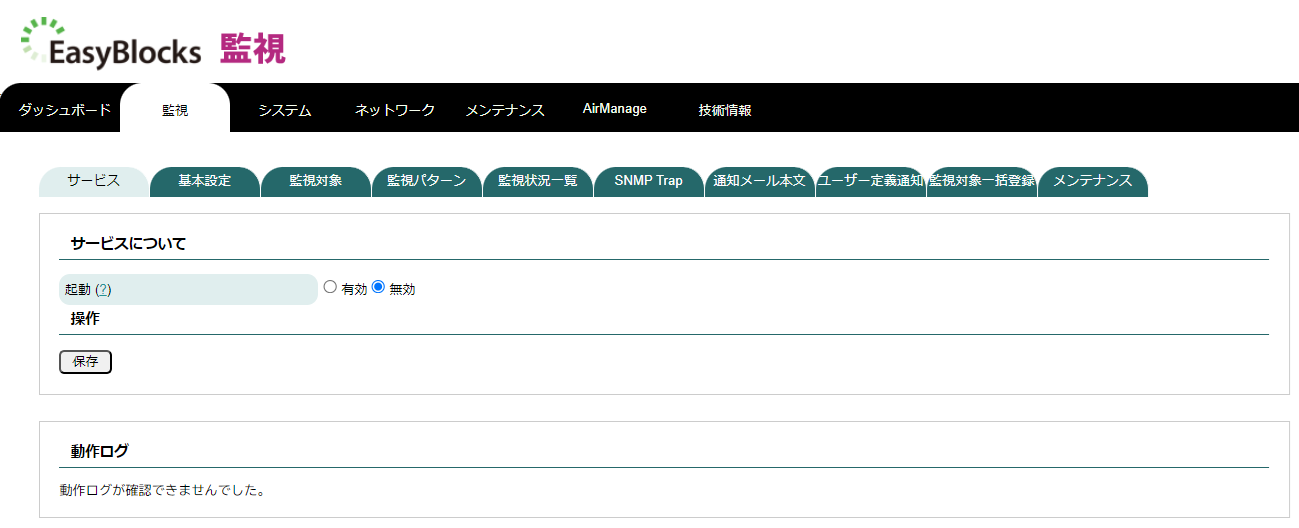 EasyBlocks 監視
ダッシュボード 監視 システム ネットワーク メンテナンス AirManage 技術情報
サービス 基本設定 監視対象 監視パターン 監視状況一覧 SNMP Trap 通知メール本文 ユーザー定義通知 監視対象一括登録 メンテナンス
サービスについて
起動 (?) 有効 無効
操作
保存
動作ログ
動作ログが確認できませんでした。